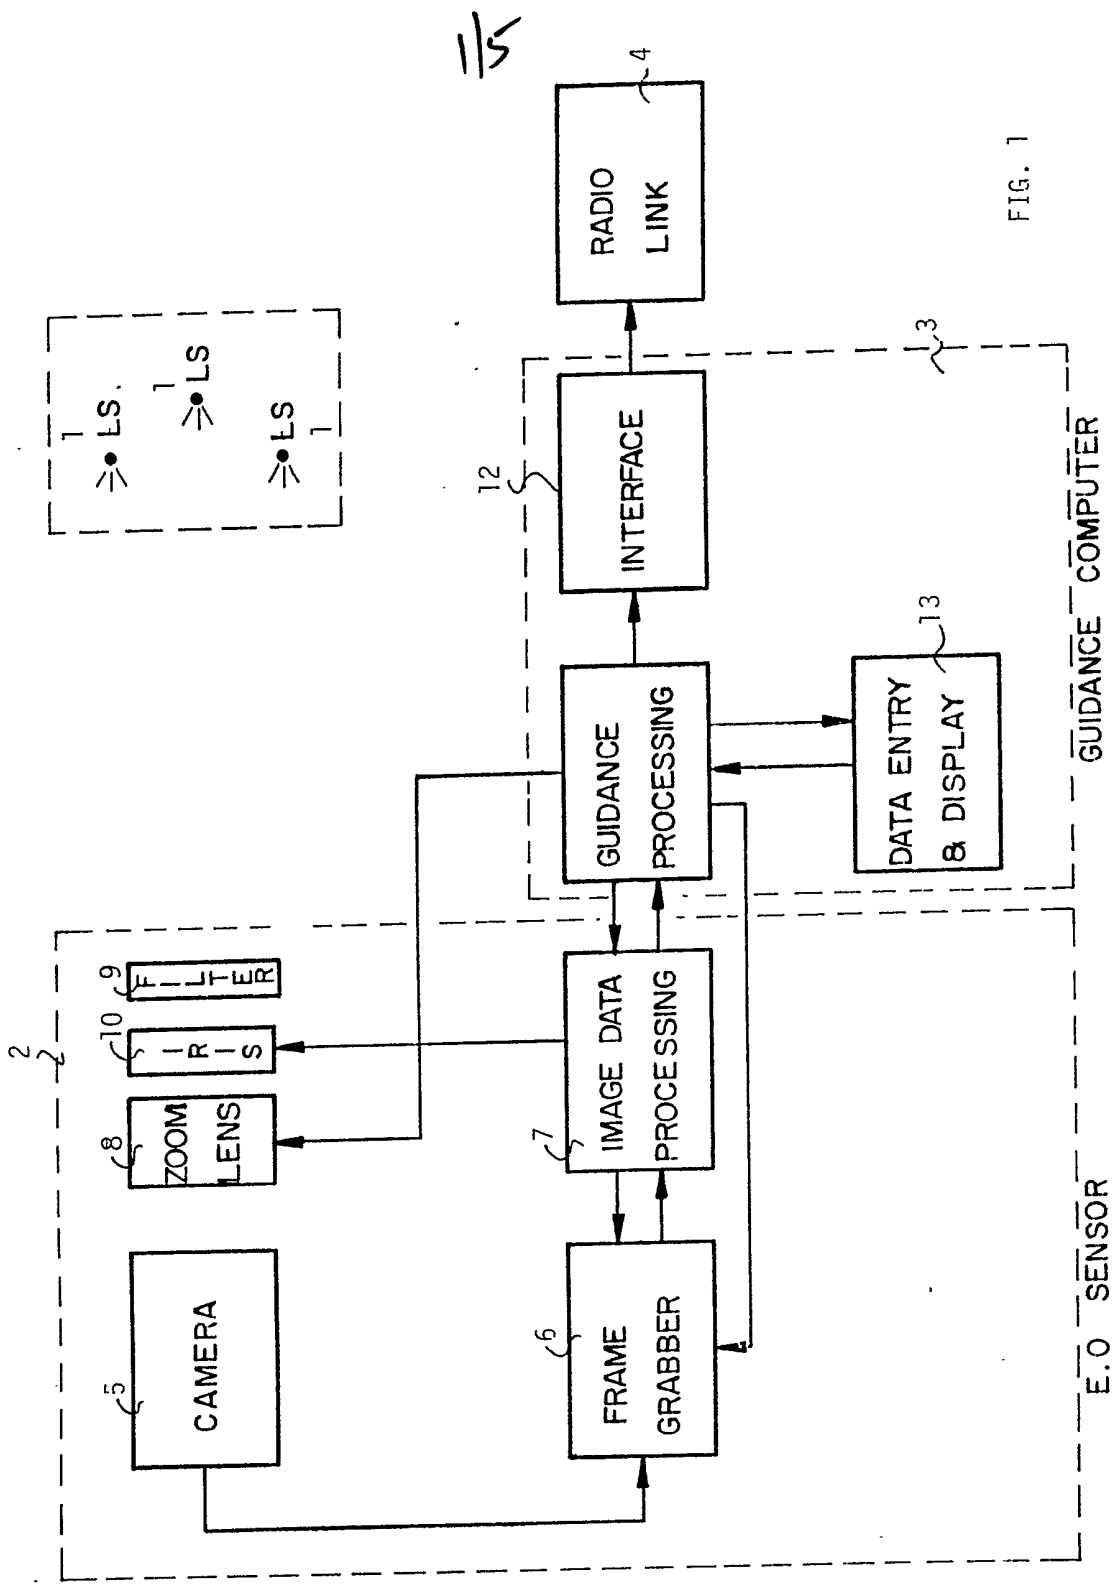 1/5
1
LS
1
LS
LS
1
2
5
CAMERA
8
ZOOM
LENS
10
IRIS
9
FILTER
6
FRAME
GRABBER
7
IMAGE DATA
PROCESSING
GUIDANCE
PROCESSING
12
INTERFACE
RADIO
LINK
4
3
DATA ENTRY
& DISPLAY
13
E.O SENSOR
GUIDANCE COMPUTER
FIG. 1